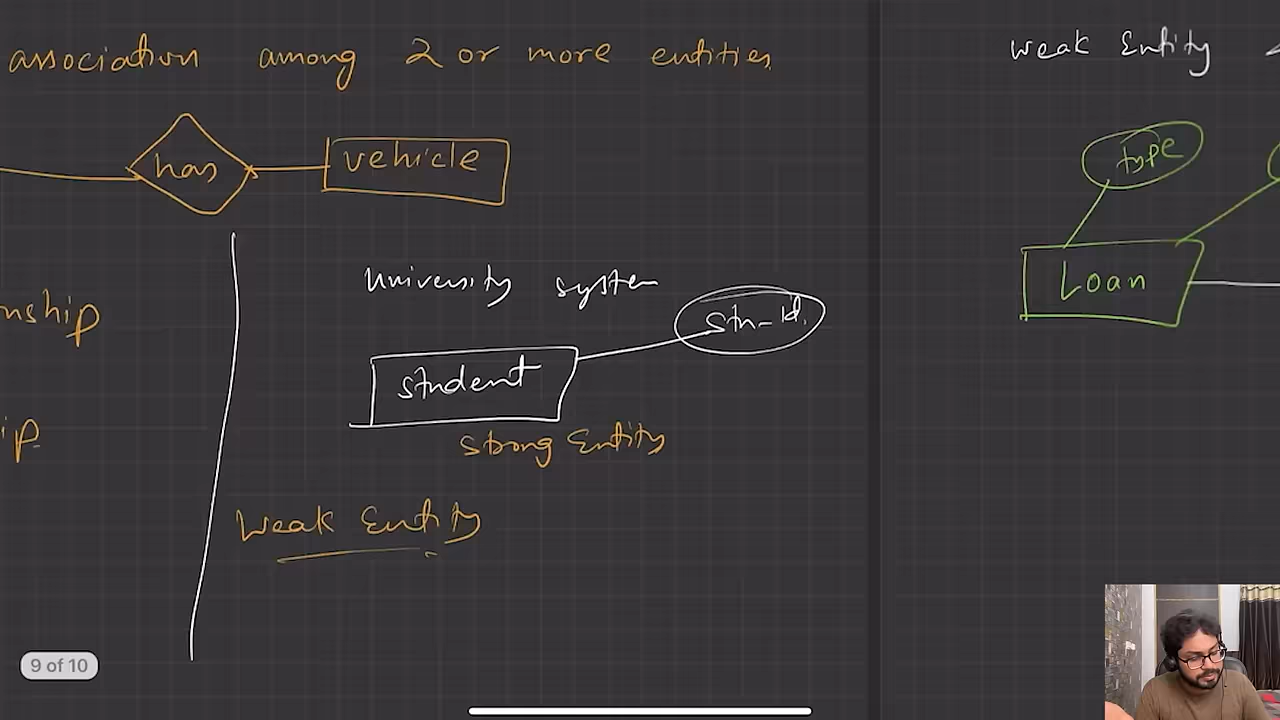 association among 2 or more entities
has
vehicle
nship
ip
University system
stu-id.
student
Strong Entity
Weak Entity
Weak Entity
type
Loan
9 of 10